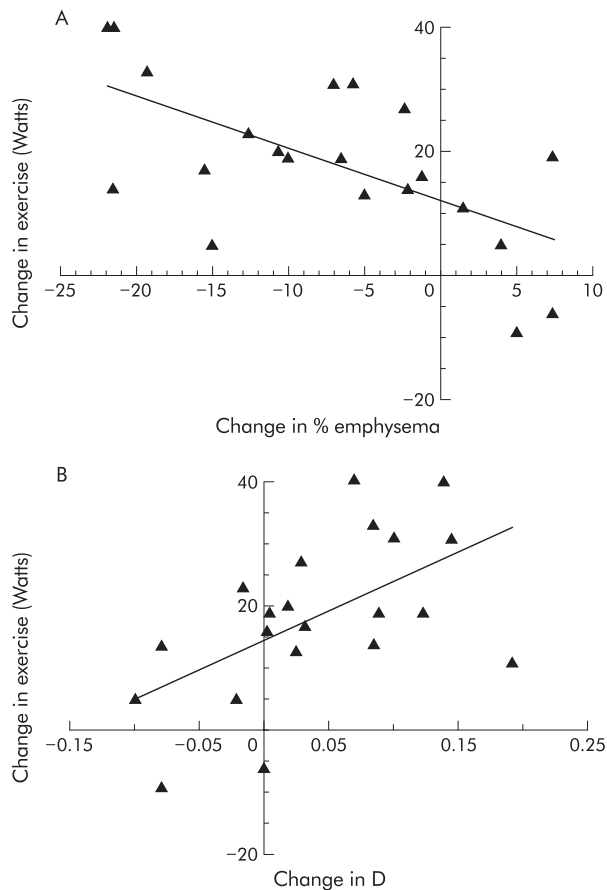 A
Change in exercise (Watts)
40
20
−25 −20 −15 −10 −5 0 5 10
−20
Change in % emphysema
B
Change in exercise (Watts)
40
20
−0.15 −0.05 0 0.05 0.15 0.25
−20
Change in D